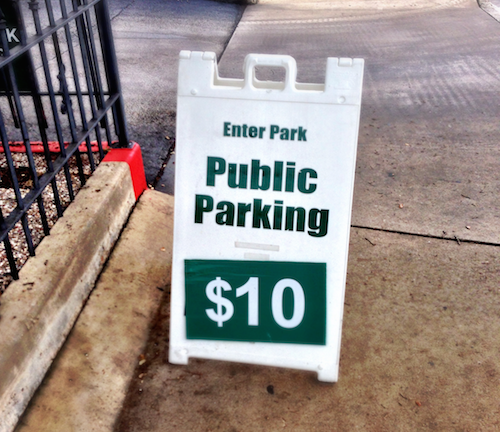 K
Enter Park
Public
Parking
$10